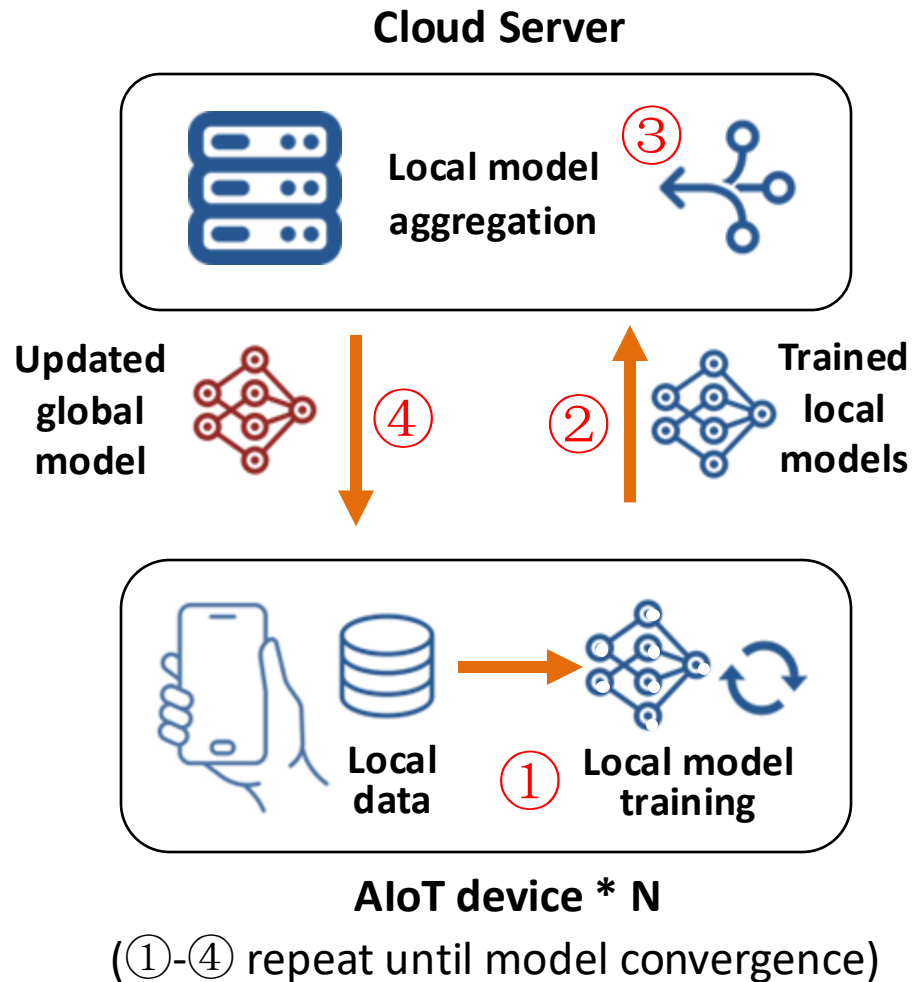 Cloud Server
Local model
aggregation
③
Updated
global
model
④
②
Trained
local
models
Local
data
①
Local model
training
AIoT device * N
(①-④ repeat until model convergence)